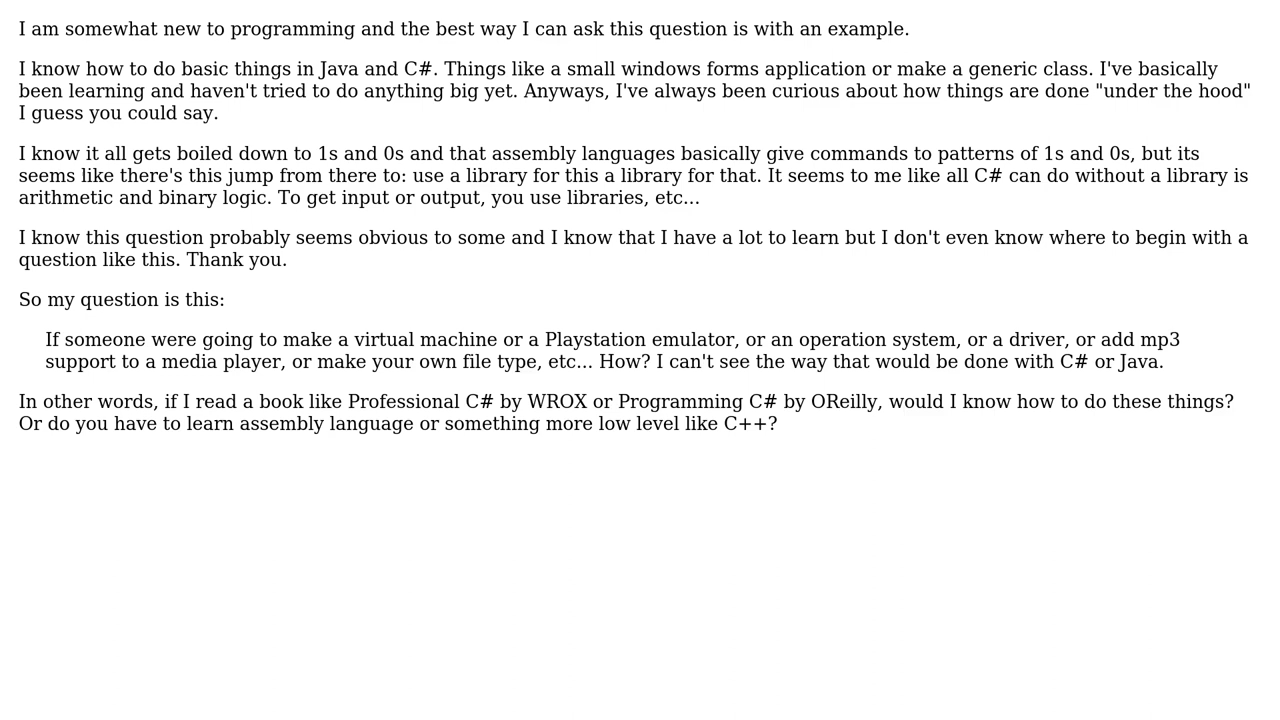 I am somewhat new to programming and the best way I can ask this question is with an example.
I know how to do basic things in Java and C#. Things like a small windows forms application or make a generic class. I've basically
been learning and haven't tried to do anything big yet. Anyways, I've always been curious about how things are done "under the hood"
I guess you could say.
I know it all gets boiled down to 1s and 0s and that assembly languages basically give commands to patterns of 1s and 0s, but its
seems like there's this jump from there to: use a library for this a library for that. It seems to me like all C# can do without a library is
arithmetic and binary logic. To get input or output, you use libraries, etc...
I know this question probably seems obvious to some and I know that I have a lot to learn but I don't even know where to begin with a
question like this. Thank you.
So my question is this:
If someone were going to make a virtual machine or a Playstation emulator, or an operation system, or a driver, or add mp3
support to a media player, or make your own file type, etc... How? I can't see the way that would be done with C# or Java.
In other words, if I read a book like Professional C# by WROX or Programming C# by OReilly, would I know how to do these things?
Or do you have to learn assembly language or something more low level like C++?